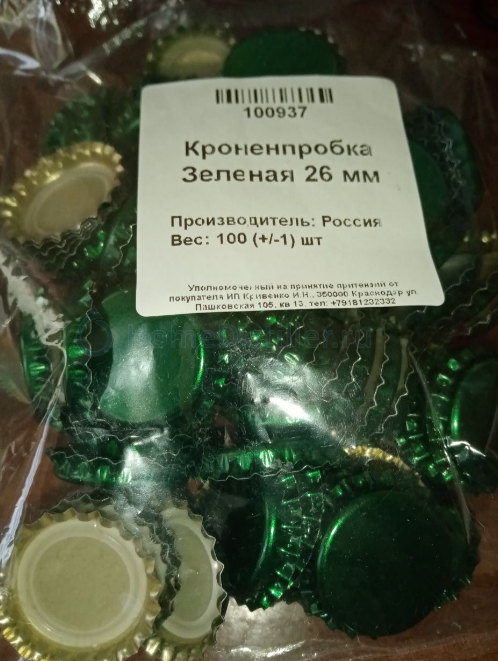 100937
Кроненпробка
Зеленая 26 мм
Производитель: Россия
Вес: 100 (+/-1) шт
Уполномоченный на принятие притензий от
покупателя ИП Кривенко И.Н., 350000 Краснодар ул.
Пашковская 105, кв 13, тел: +79181232332